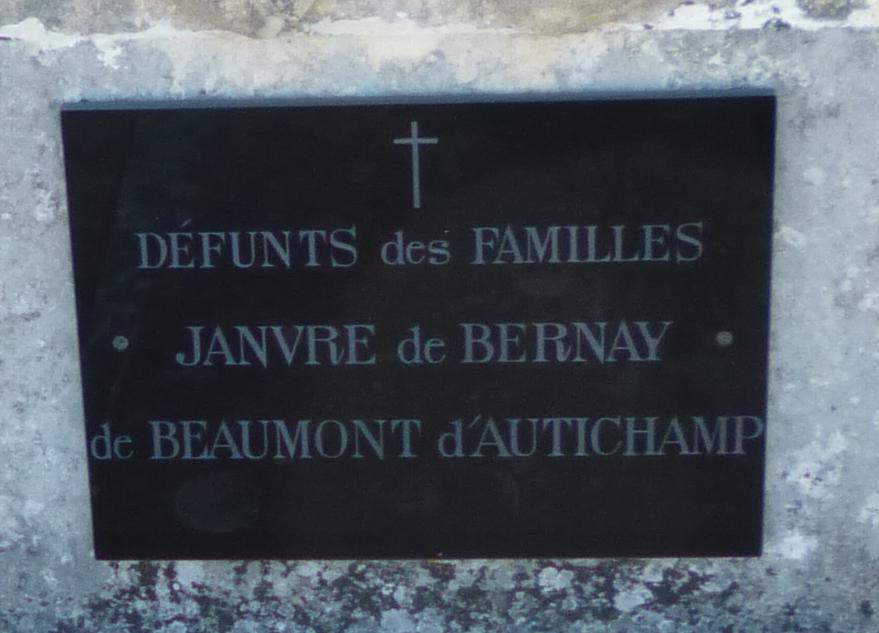 DÉFUNTS des FAMILLES
JANVRE de BERNAY
de BEAUMONT d'AUTICHAMP